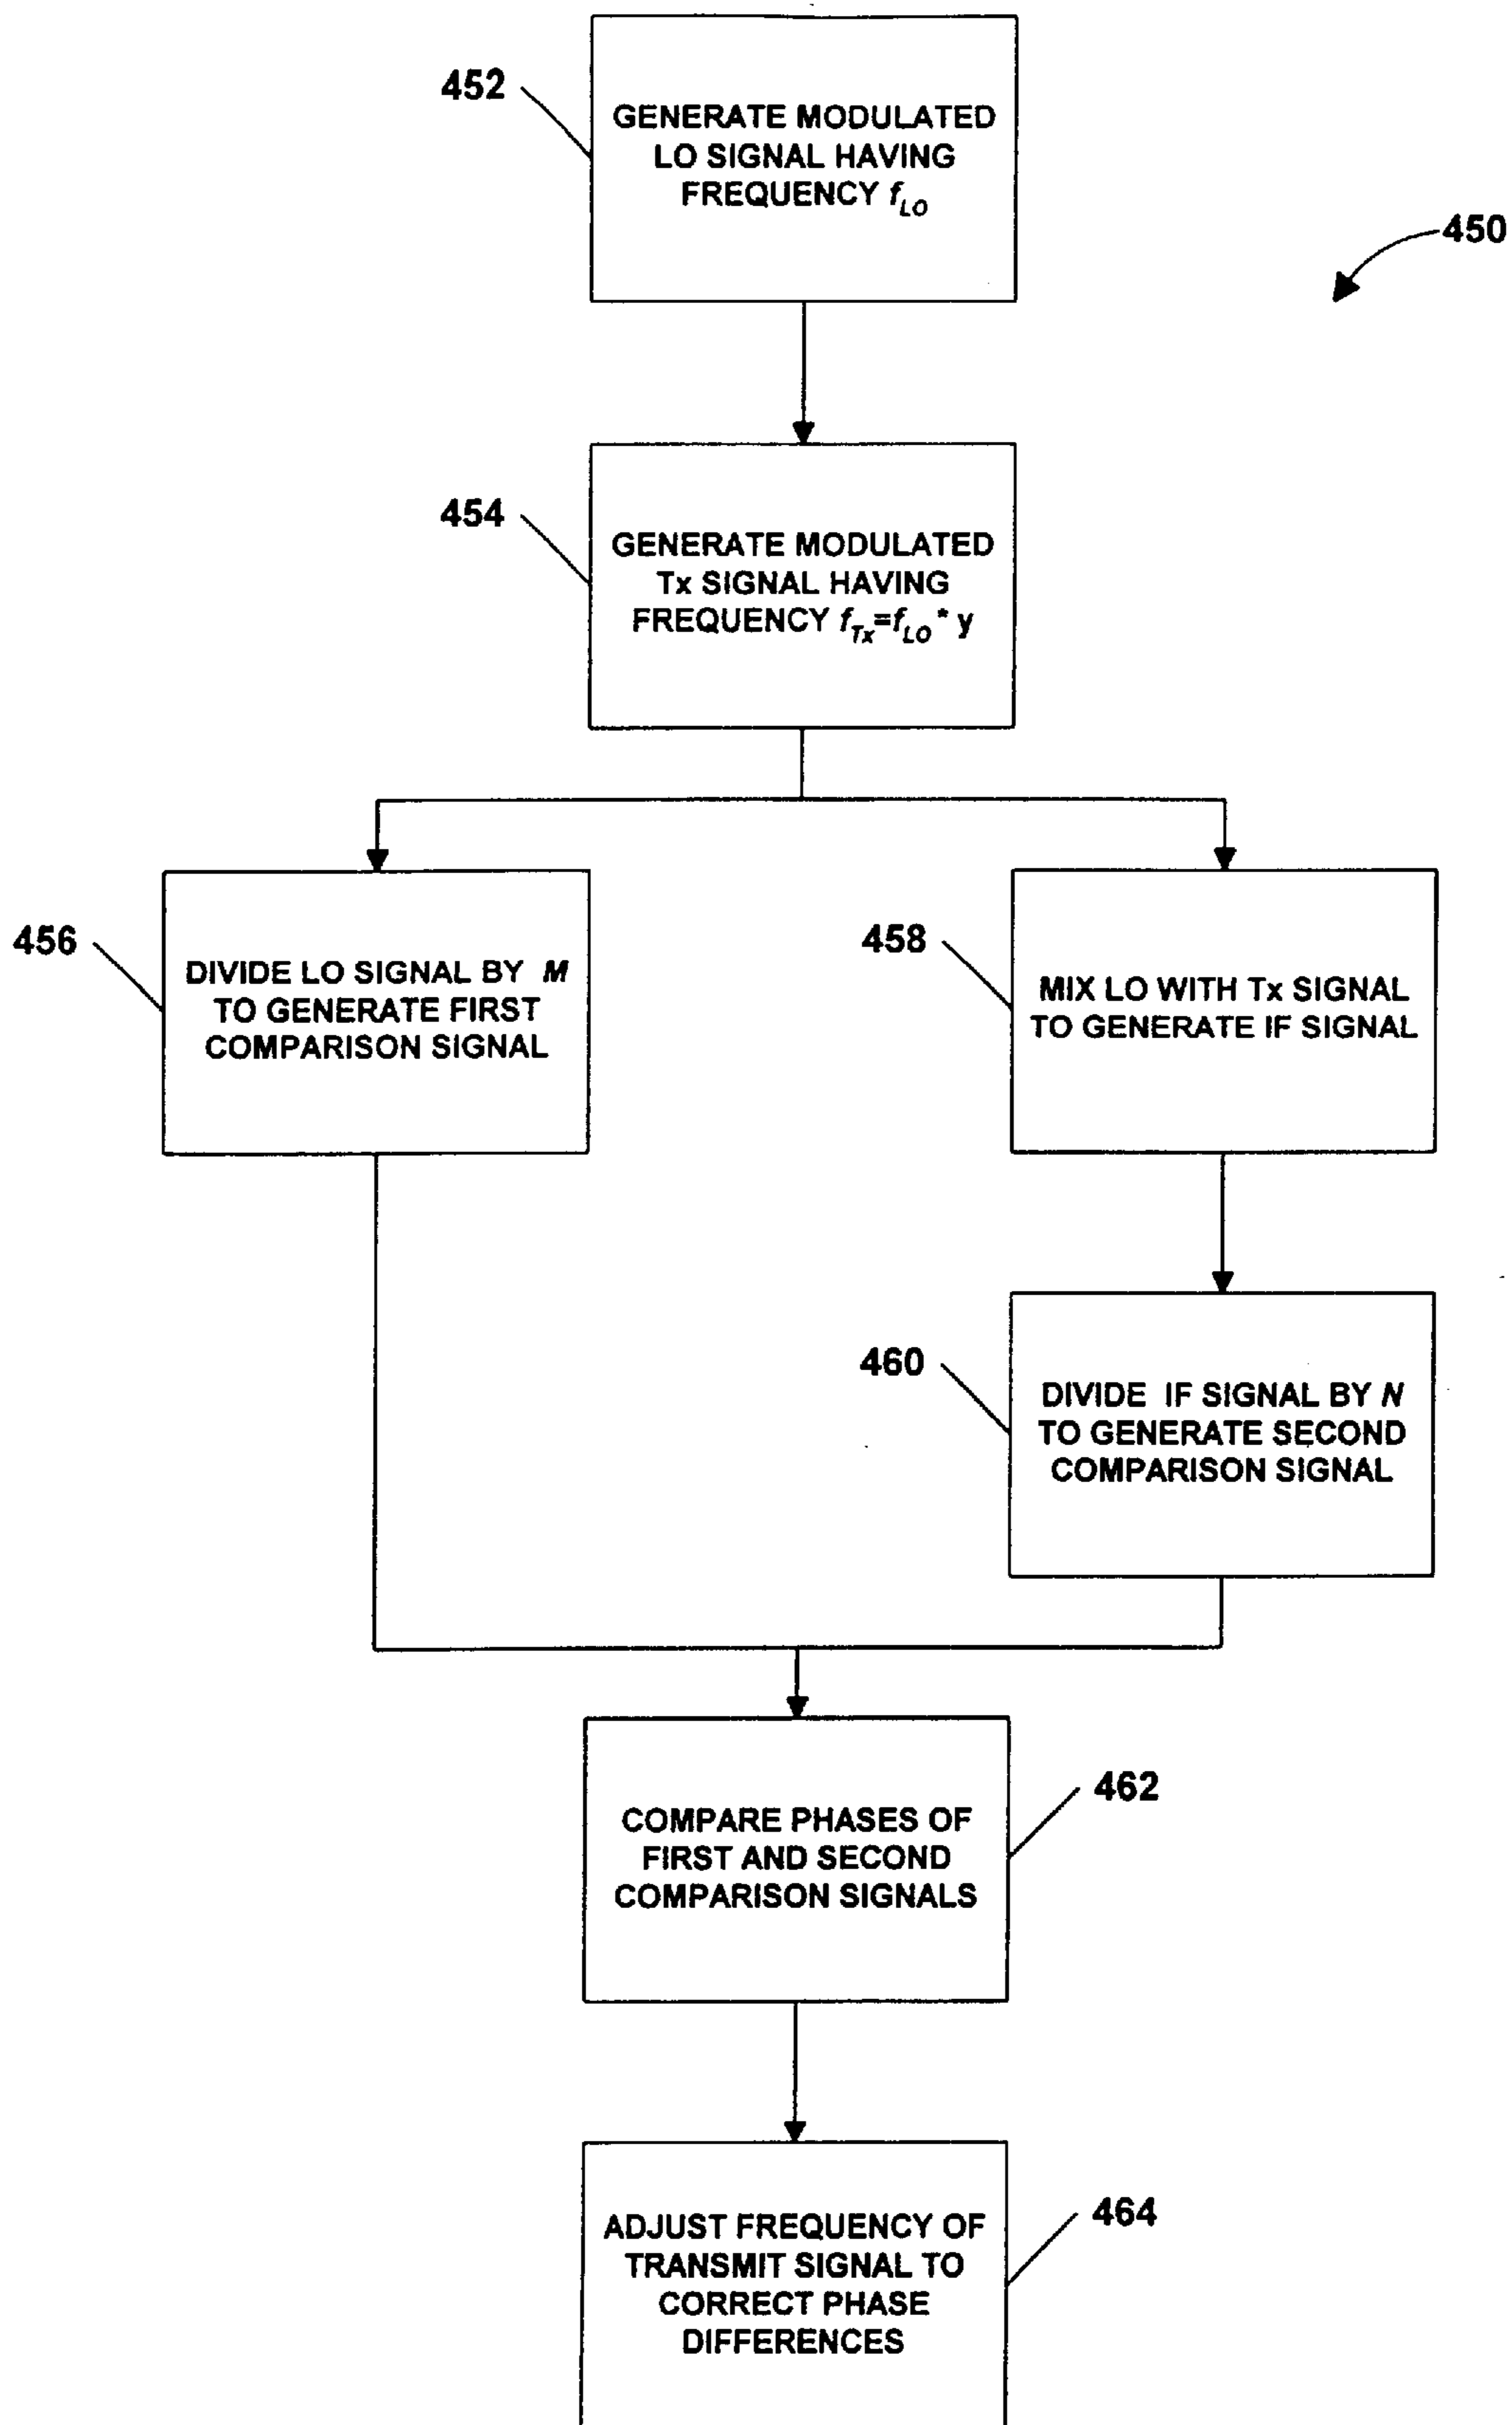 452
GENERATE MODULATED
LO SIGNAL HAVING
FREQUENCY f_LO
450
454
GENERATE MODULATED
Tx SIGNAL HAVING
FREQUENCY f_Tx=f_LO* y
456
DIVIDE LO SIGNAL BY M
TO GENERATE FIRST
COMPARISON SIGNAL
458
MIX LO WITH Tx SIGNAL
TO GENERATE IF SIGNAL
460
DIVIDE IF SIGNAL BY N
TO GENERATE SECOND
COMPARISON SIGNAL
462
COMPARE PHASES OF
FIRST AND SECOND
COMPARISON SIGNALS
464
ADJUST FREQUENCY OF
TRANSMIT SIGNAL TO
CORRECT PHASE
DIFFERENCES